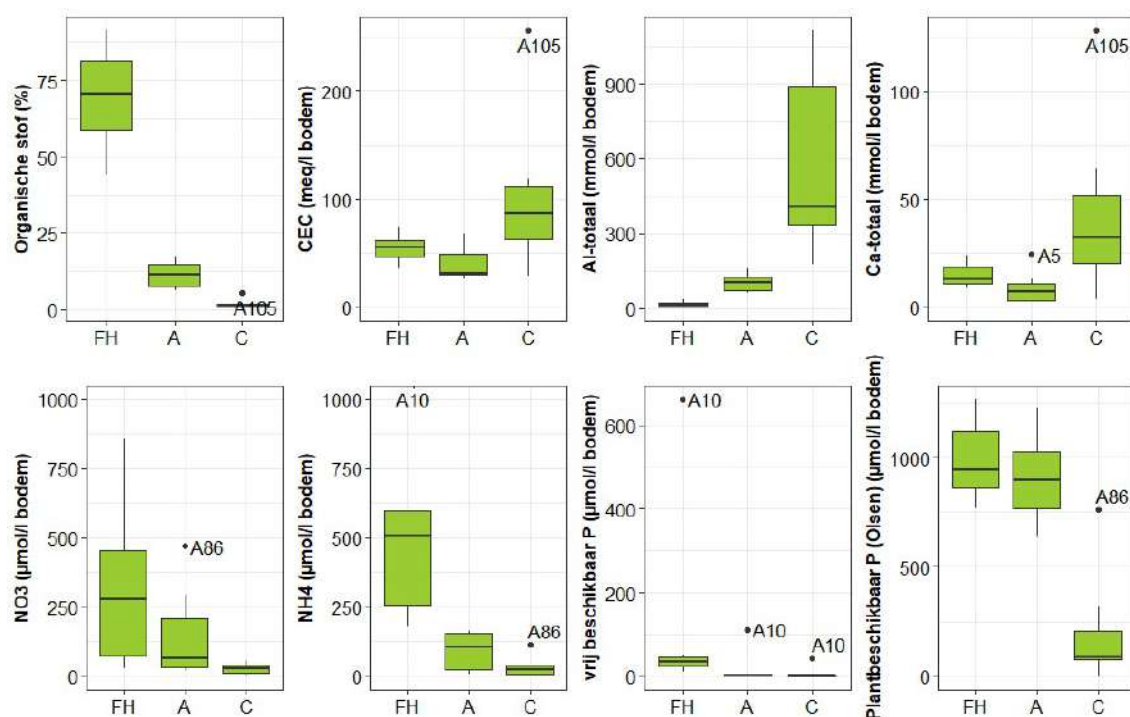 Organische stof (%)
75
50
25
0
A105
FH A C
CEC (meq/l bodem)
200
100
0
A105
FH A C
Al-totaal (mmol/l bodem)
900
600
300
0
FH A C
Ca-totaal (mmol/l bodem)
100
50
0
A105
A5
FH A C
NO3 (µmol/l bodem)
1000
750
500
250
0
A86
FH A C
NH4 (µmol/l bodem)
1000
750
500
250
0
A10
A86
FH A C
vrij beschikbaar P (µmol/l bodem)
600
400
200
0
A10
A10
A10
FH A C
Plantbeschikbaar P (Olsen) (µmol/l bodem)
1000
500
0
A86
FH A C